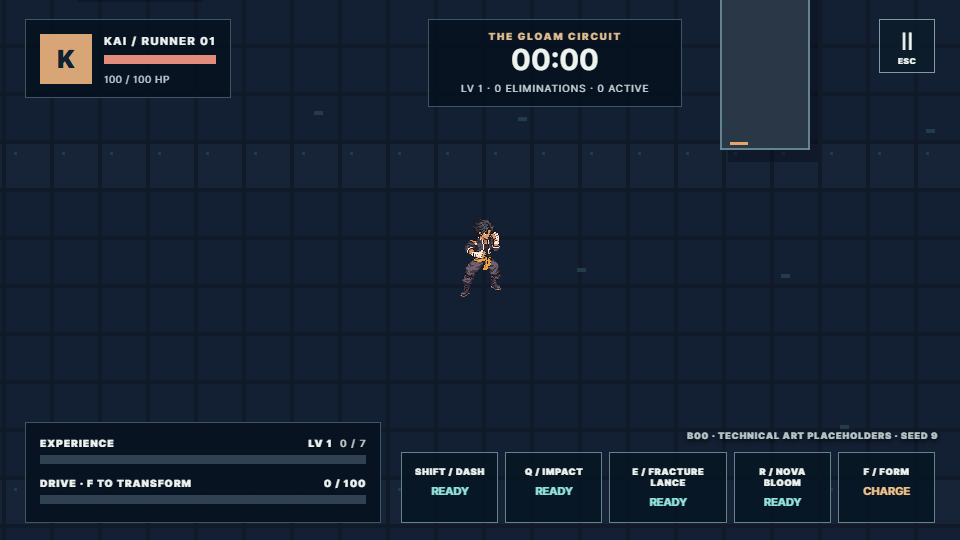 K
KAI / RUNNER 01
100 / 100 HP
THE GLOAM CIRCUIT
00:00
LV 1 · 0 ELIMINATIONS · 0 ACTIVE
ESC
EXPERIENCE LV 1 0 / 7
DRIVE · F TO TRANSFORM 0 / 100
B00 · TECHNICAL ART PLACEHOLDERS · SEED 9
SHIFT / DASH
READY
Q / IMPACT
READY
E / FRACTURE
LANCE
READY
R / NOVA
BLOOM
READY
F / FORM
CHARGE